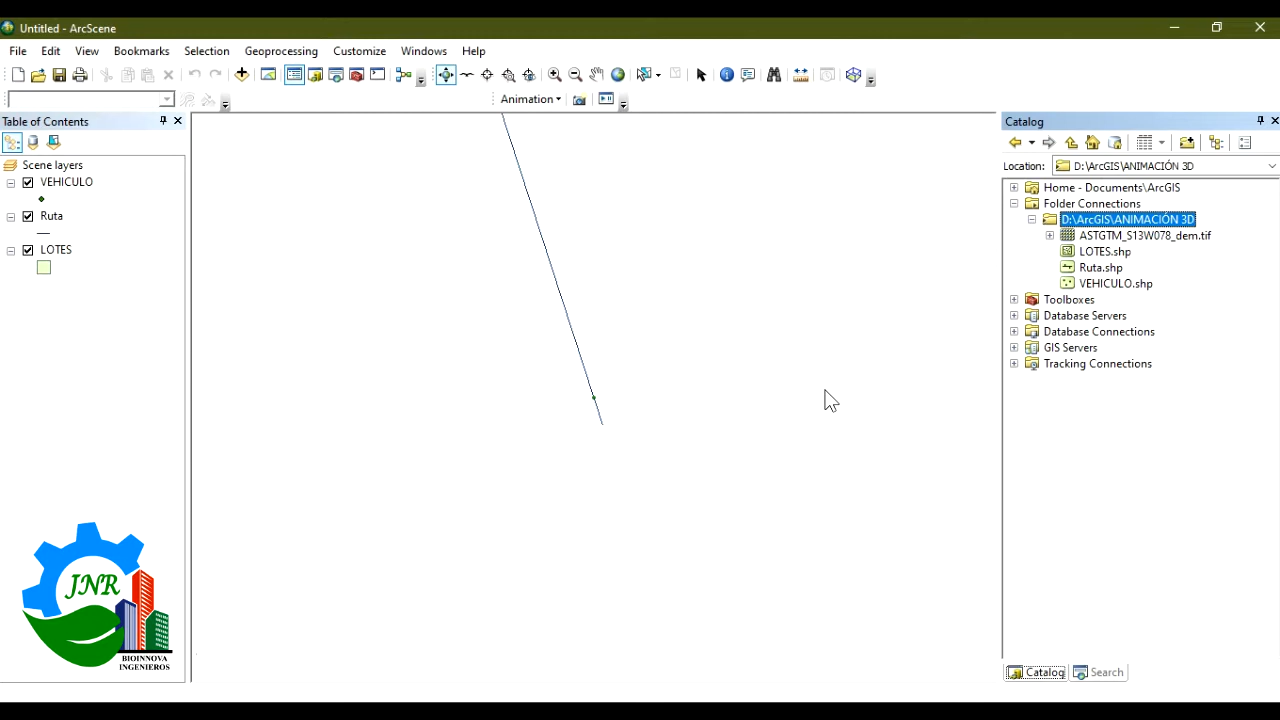 Untitled - ArcScene
File Edit View Bookmarks Selection Geoprocessing Customize Windows Help
Animation
Table of Contents
Scene layers
VEHICULO
Ruta
LOTES
JNR
BIOINNOVA
INGENIEROS
Catalog
Location: D:\ArcGIS\ANIMACIÓN 3D
Home - Documents\ArcGIS
Folder Connections
D:\ArcGIS\ANIMACIÓN 3D
ASTGTM_S13W078_dem.tif
LOTES.shp
Ruta.shp
VEHICULO.shp
Toolboxes
Database Servers
Database Connections
GIS Servers
Tracking Connections
Catalog Search